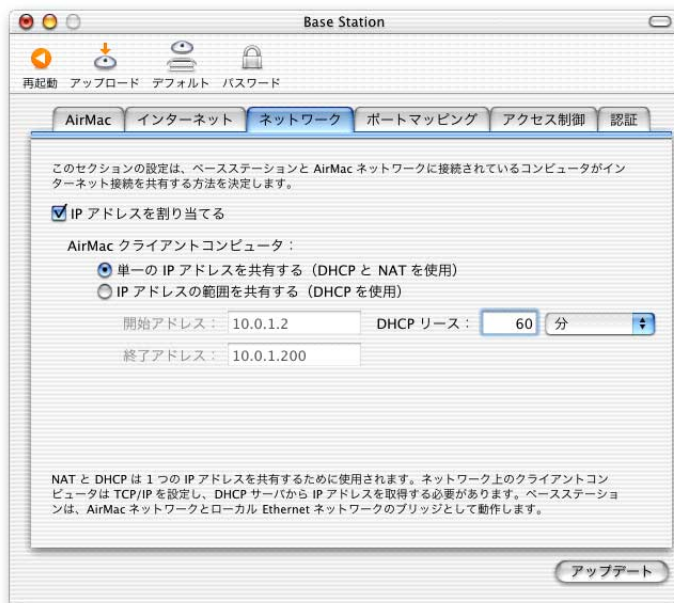 Base Station
再起動 アップロード デフォルト パスワード
AirMac インターネット ネットワーク ポートマッピング アクセス制御 認証
このセクションの設定は、ベースステーションと AirMac ネットワークに接続されているコンピュータがイン
ターネット接続を共有する方法を決定します。
IP アドレスを割り当てる
AirMac クライアントコンピュータ：
単一の IP アドレスを共有する（DHCP と NAT を使用）
IP アドレスの範囲を共有する（DHCP を使用）
開始アドレス： 10.0.1.2 DHCP リース： 60 分
終了アドレス： 10.0.1.200
NAT と DHCP は 1 つの IP アドレスを共有するために使用されます。ネットワーク上のクライアントコン
ピュータは TCP/IP を設定し、DHCP サーバから IP アドレスを取得する必要があります。ベースステーショ
ンは、AirMac ネットワークとローカル Ethernet ネットワークのブリッジとして動作します。
アップデート